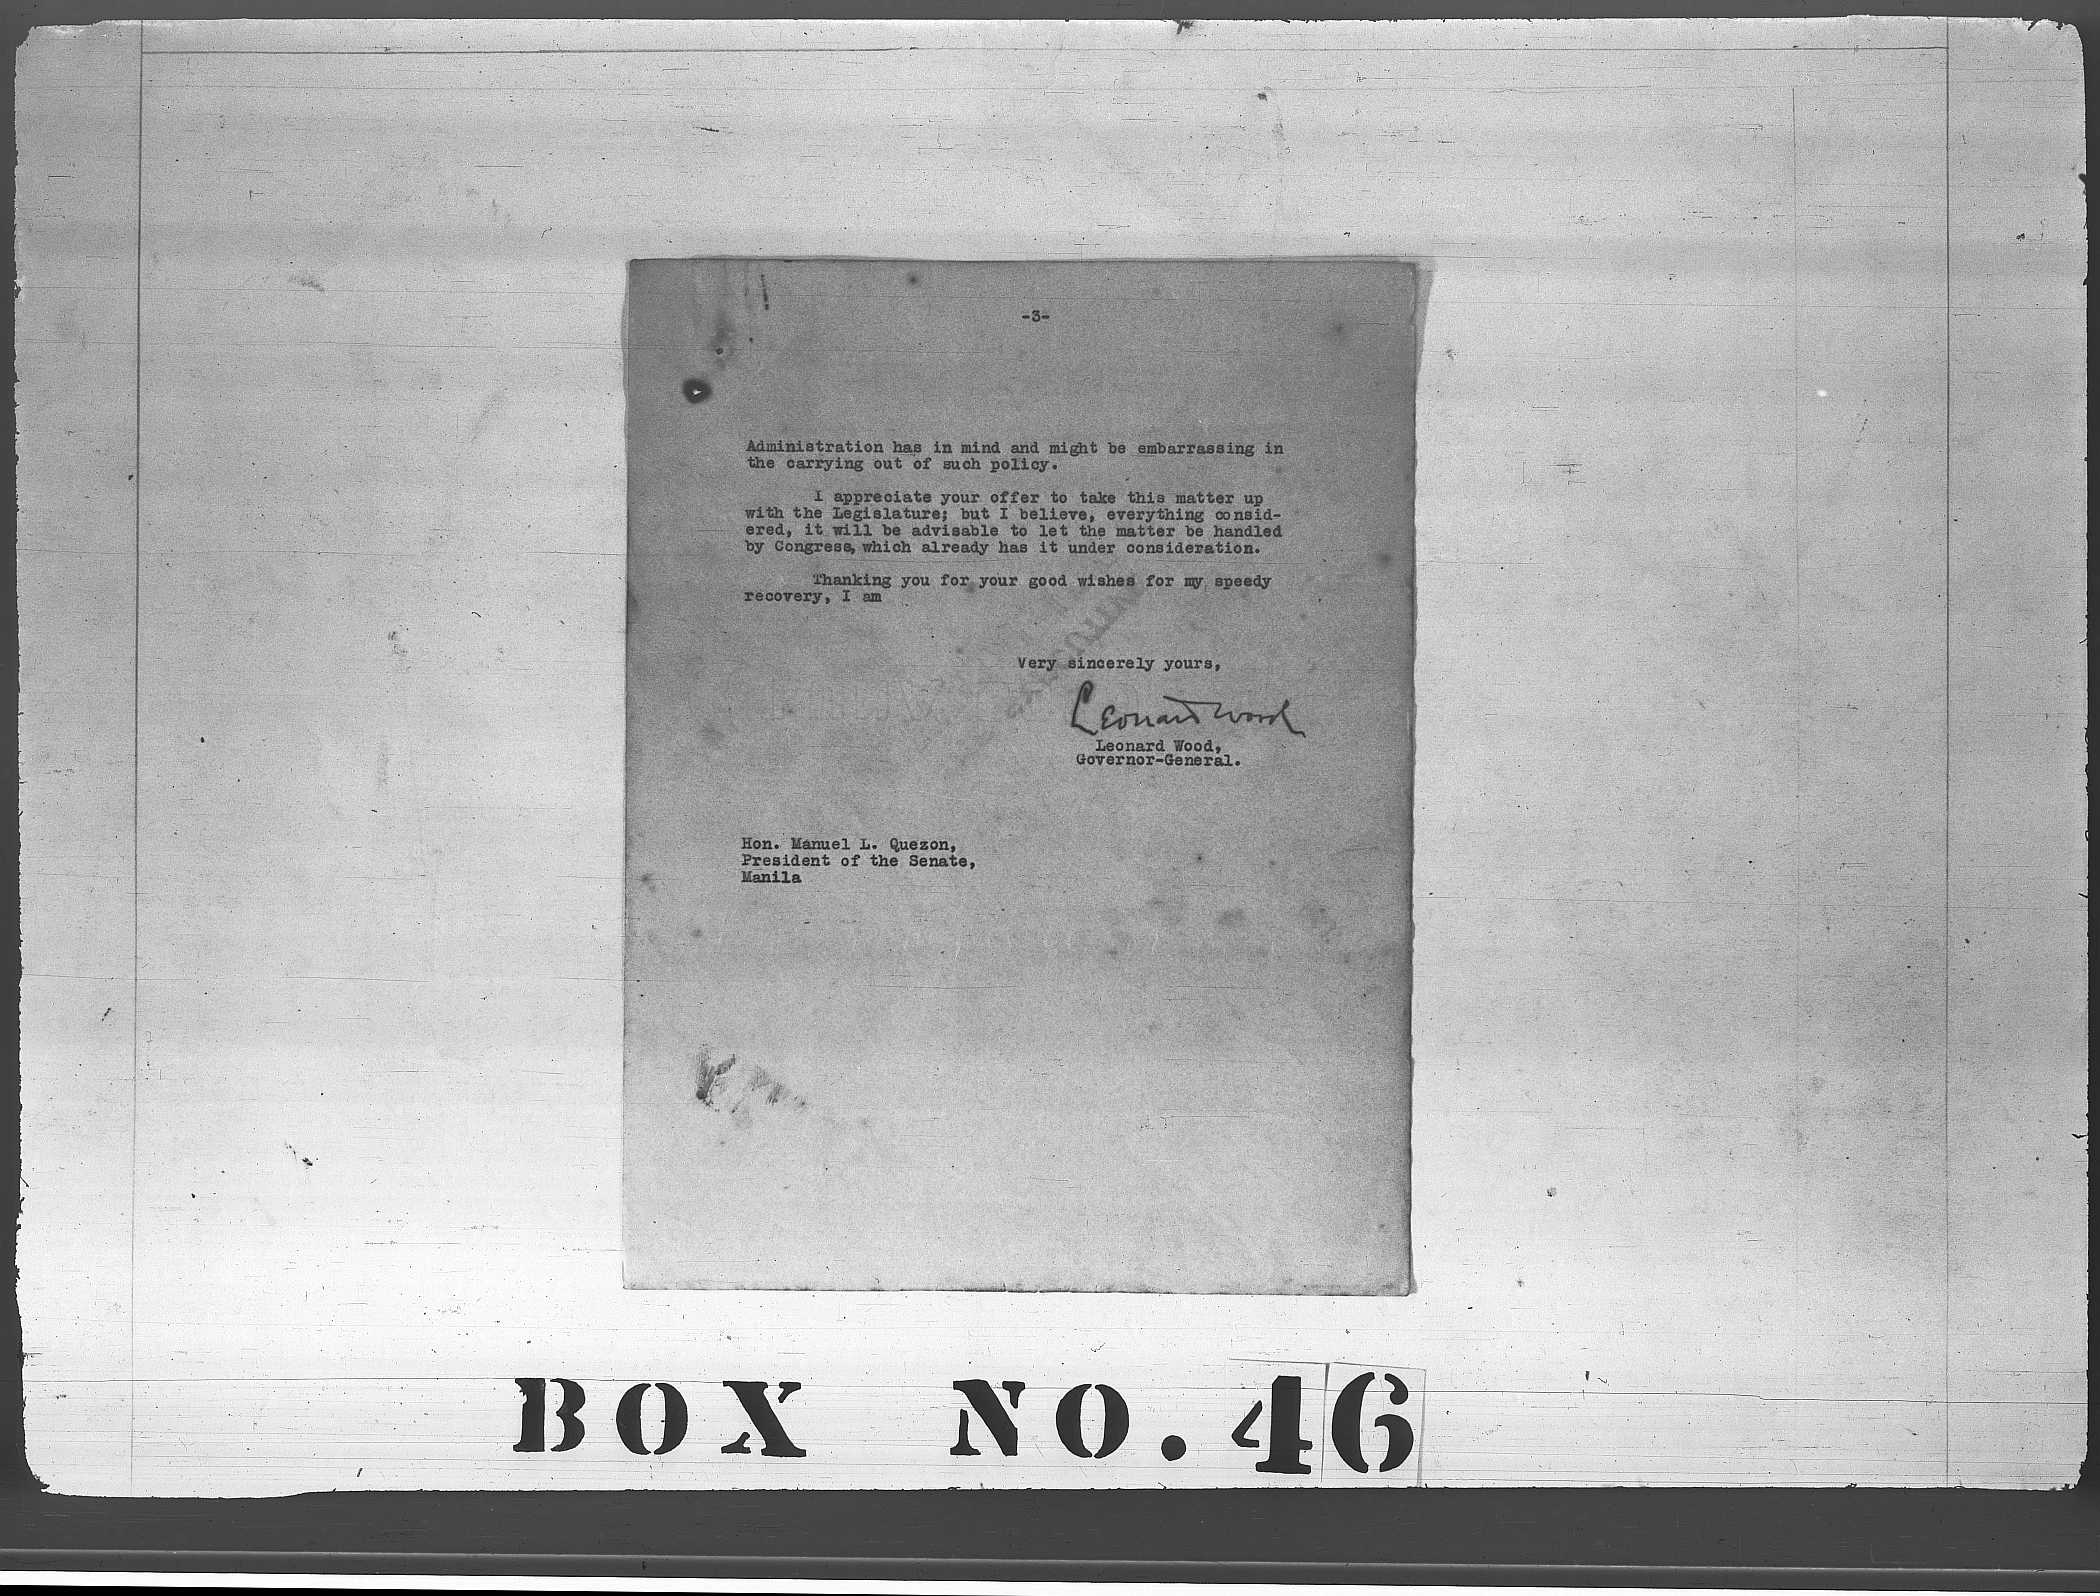 -3-
Administration has in mind and might be embarrassing in
the carrying out of such policy.
I appreciate your offer to take this matter up
with the Legislature; but I believe, everything consid-
ered, it will be advisable to let the matter be handled
by Congress, which already has it under consideration.
Thanking you for your good wishes for my speedy
recovery, I am
Very sincerely yours,
Leonard Wood
Leonard Wood,
Governor-General.
Hon. Manuel L. Quezon,
President of the Senate,
Manila
BOX NO. 46